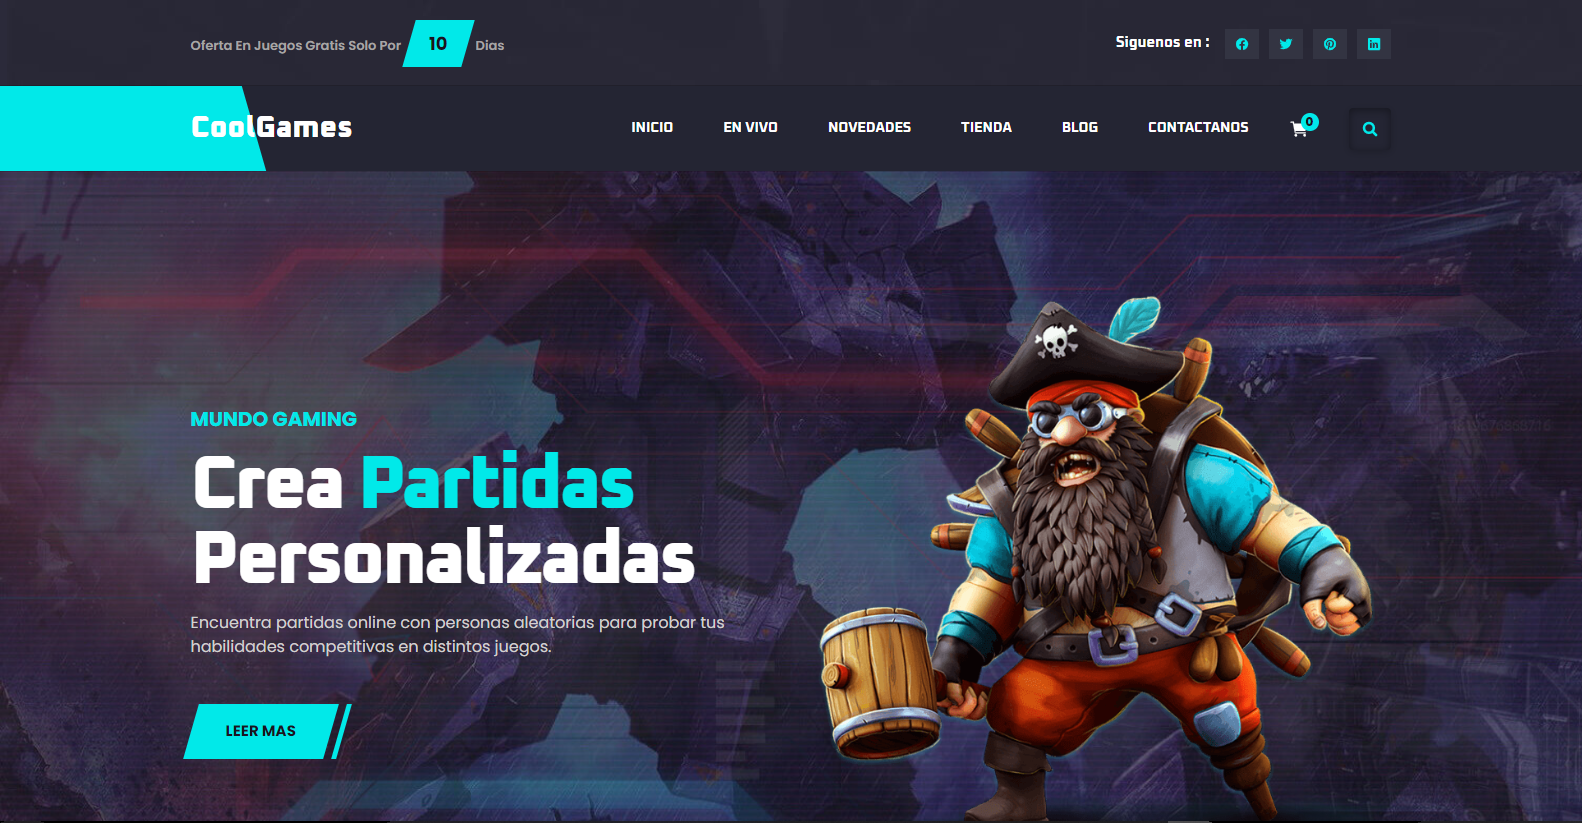 Oferta En Juegos Gratis Solo Por 10 Dias
Siguenos en :
CoolGames
INICIO EN VIVO NOVEDADES TIENDA BLOG CONTACTANOS 0
MUNDO GAMING
Crea Partidas
Personalizadas
Encuentra partidas online con personas aleatorias para probar tus
habilidades competitivas en distintos juegos.
LEER MAS